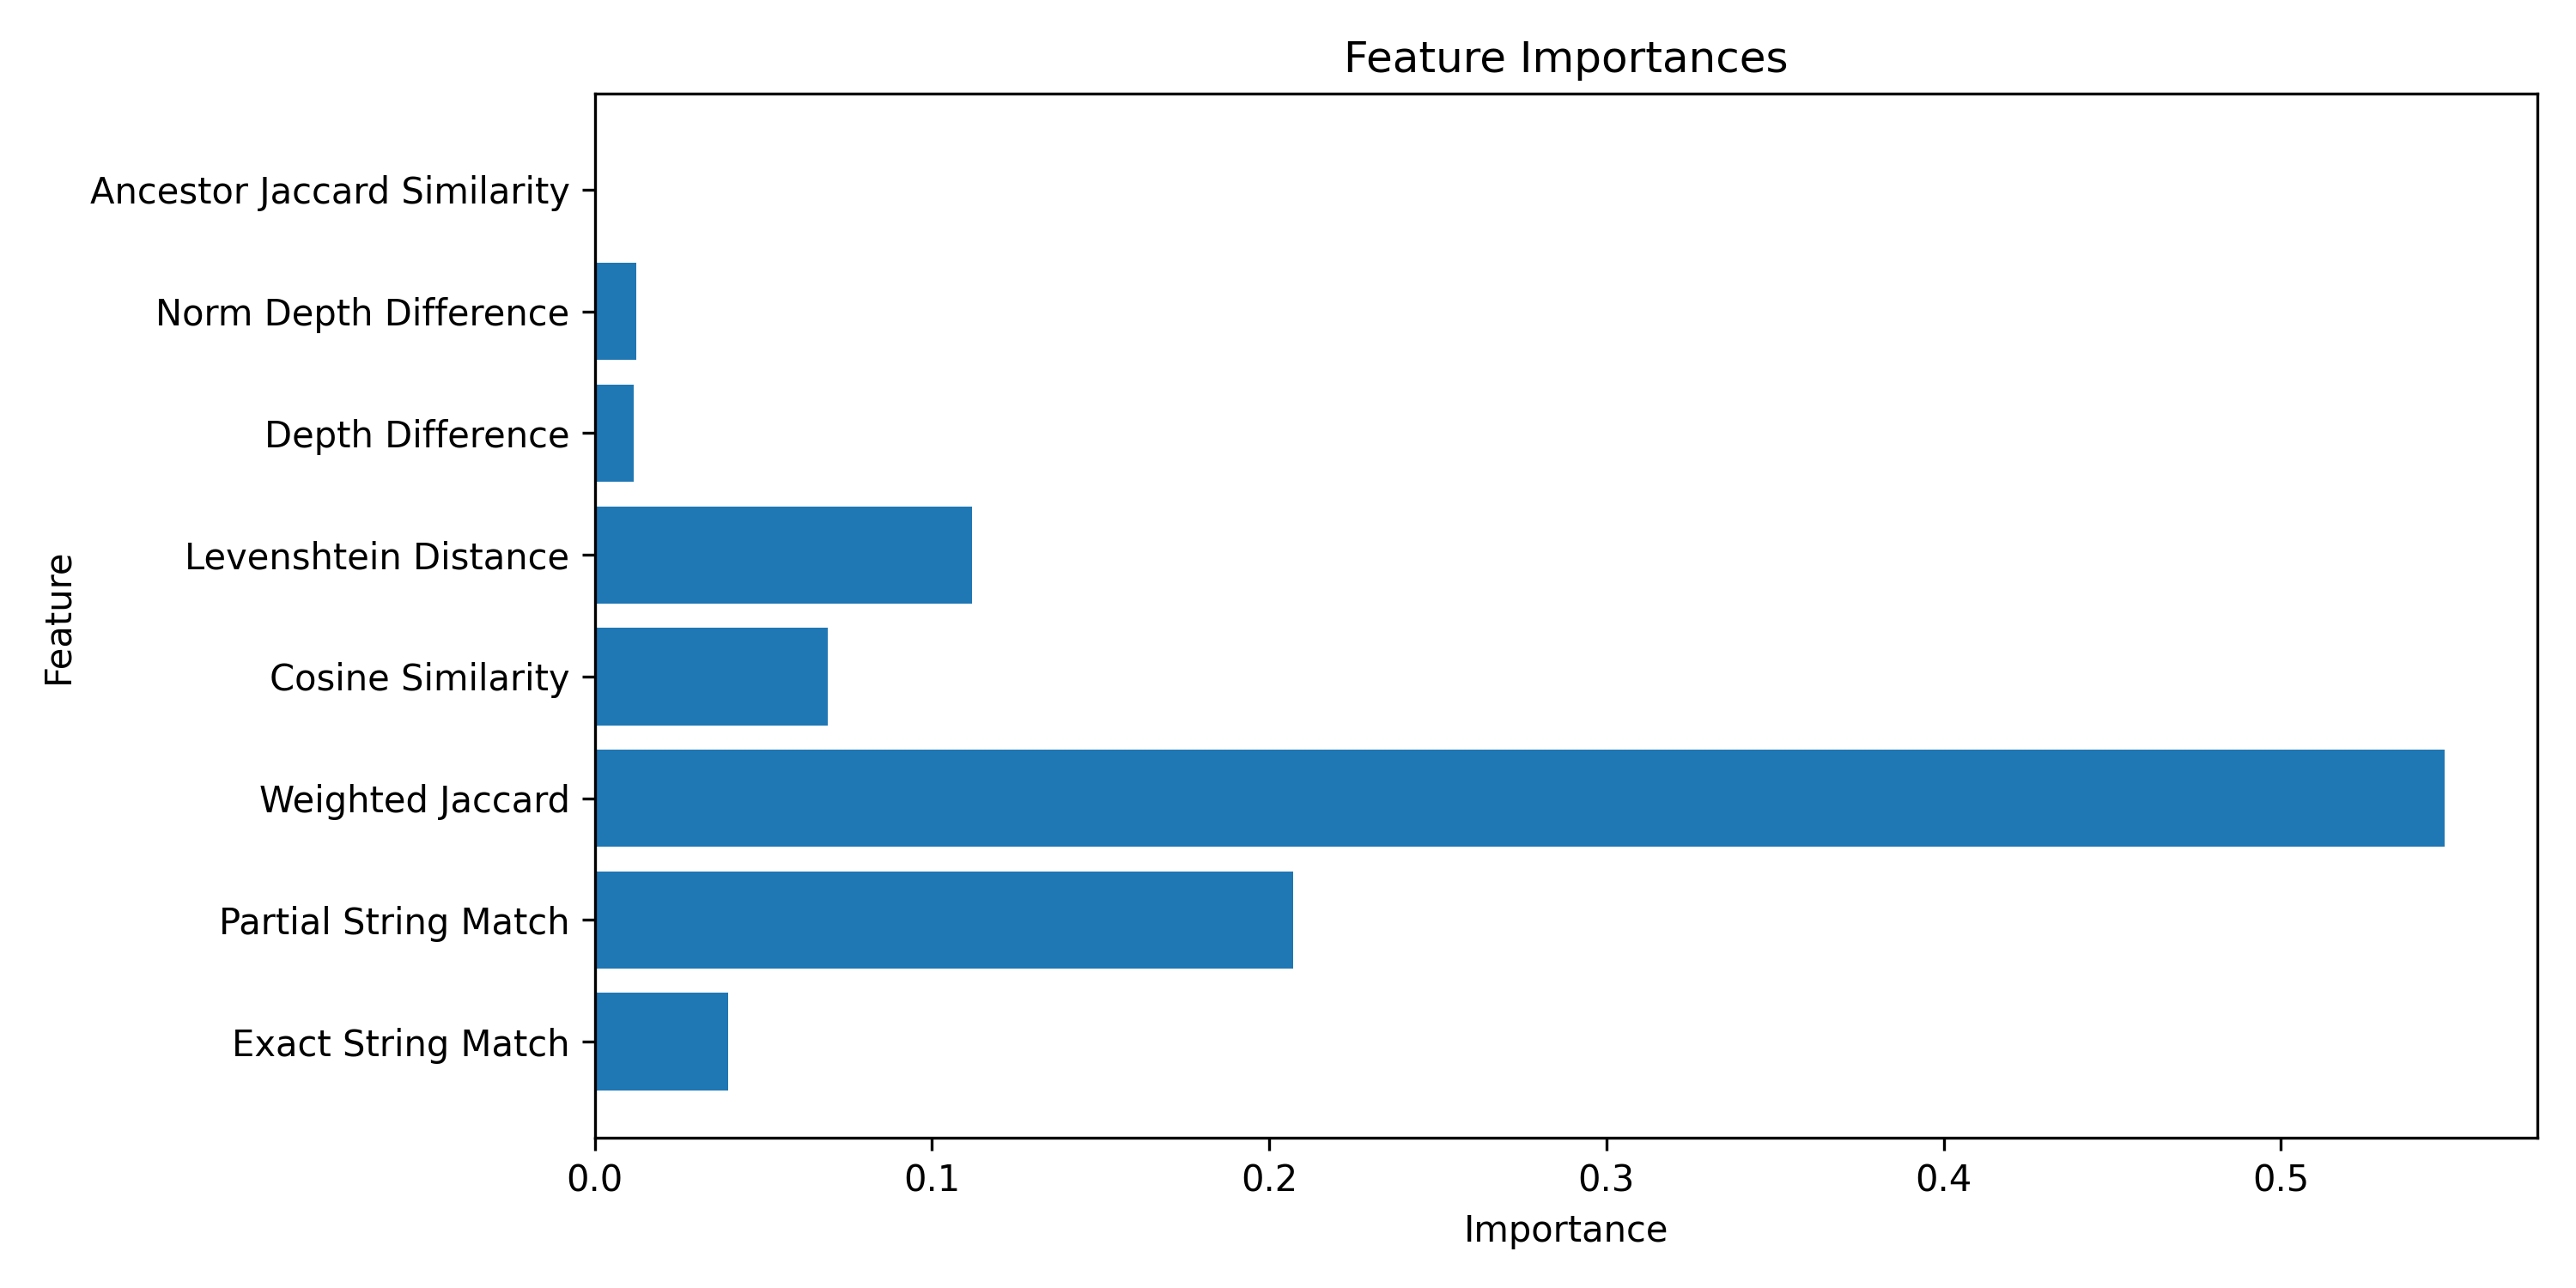 Feature Importances
Ancestor Jaccard Similarity
Norm Depth Difference
Depth Difference
Levenshtein Distance
Cosine Similarity
Weighted Jaccard
Partial String Match
Exact String Match
Feature
0.0 0.1 0.2 0.3 0.4 0.5
Importance